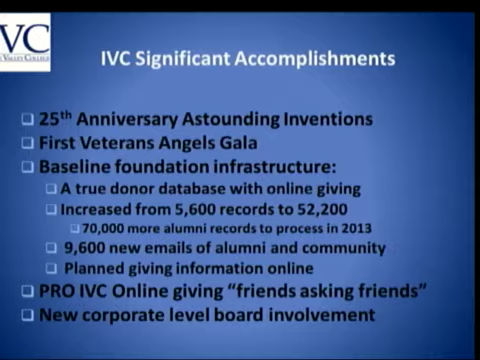 IVC
VALLEY COLLEGE
IVC Significant Accomplishments
25th Anniversary Astounding Inventions
First Veterans Angels Gala
Baseline foundation infrastructure:
A true donor database with online giving
Increased from 5,600 records to 52,200
70,000 more alumni records to process in 2013
9,600 new emails of alumni and community
Planned giving information online
PRO IVC Online giving “friends asking friends”
New corporate level board involvement